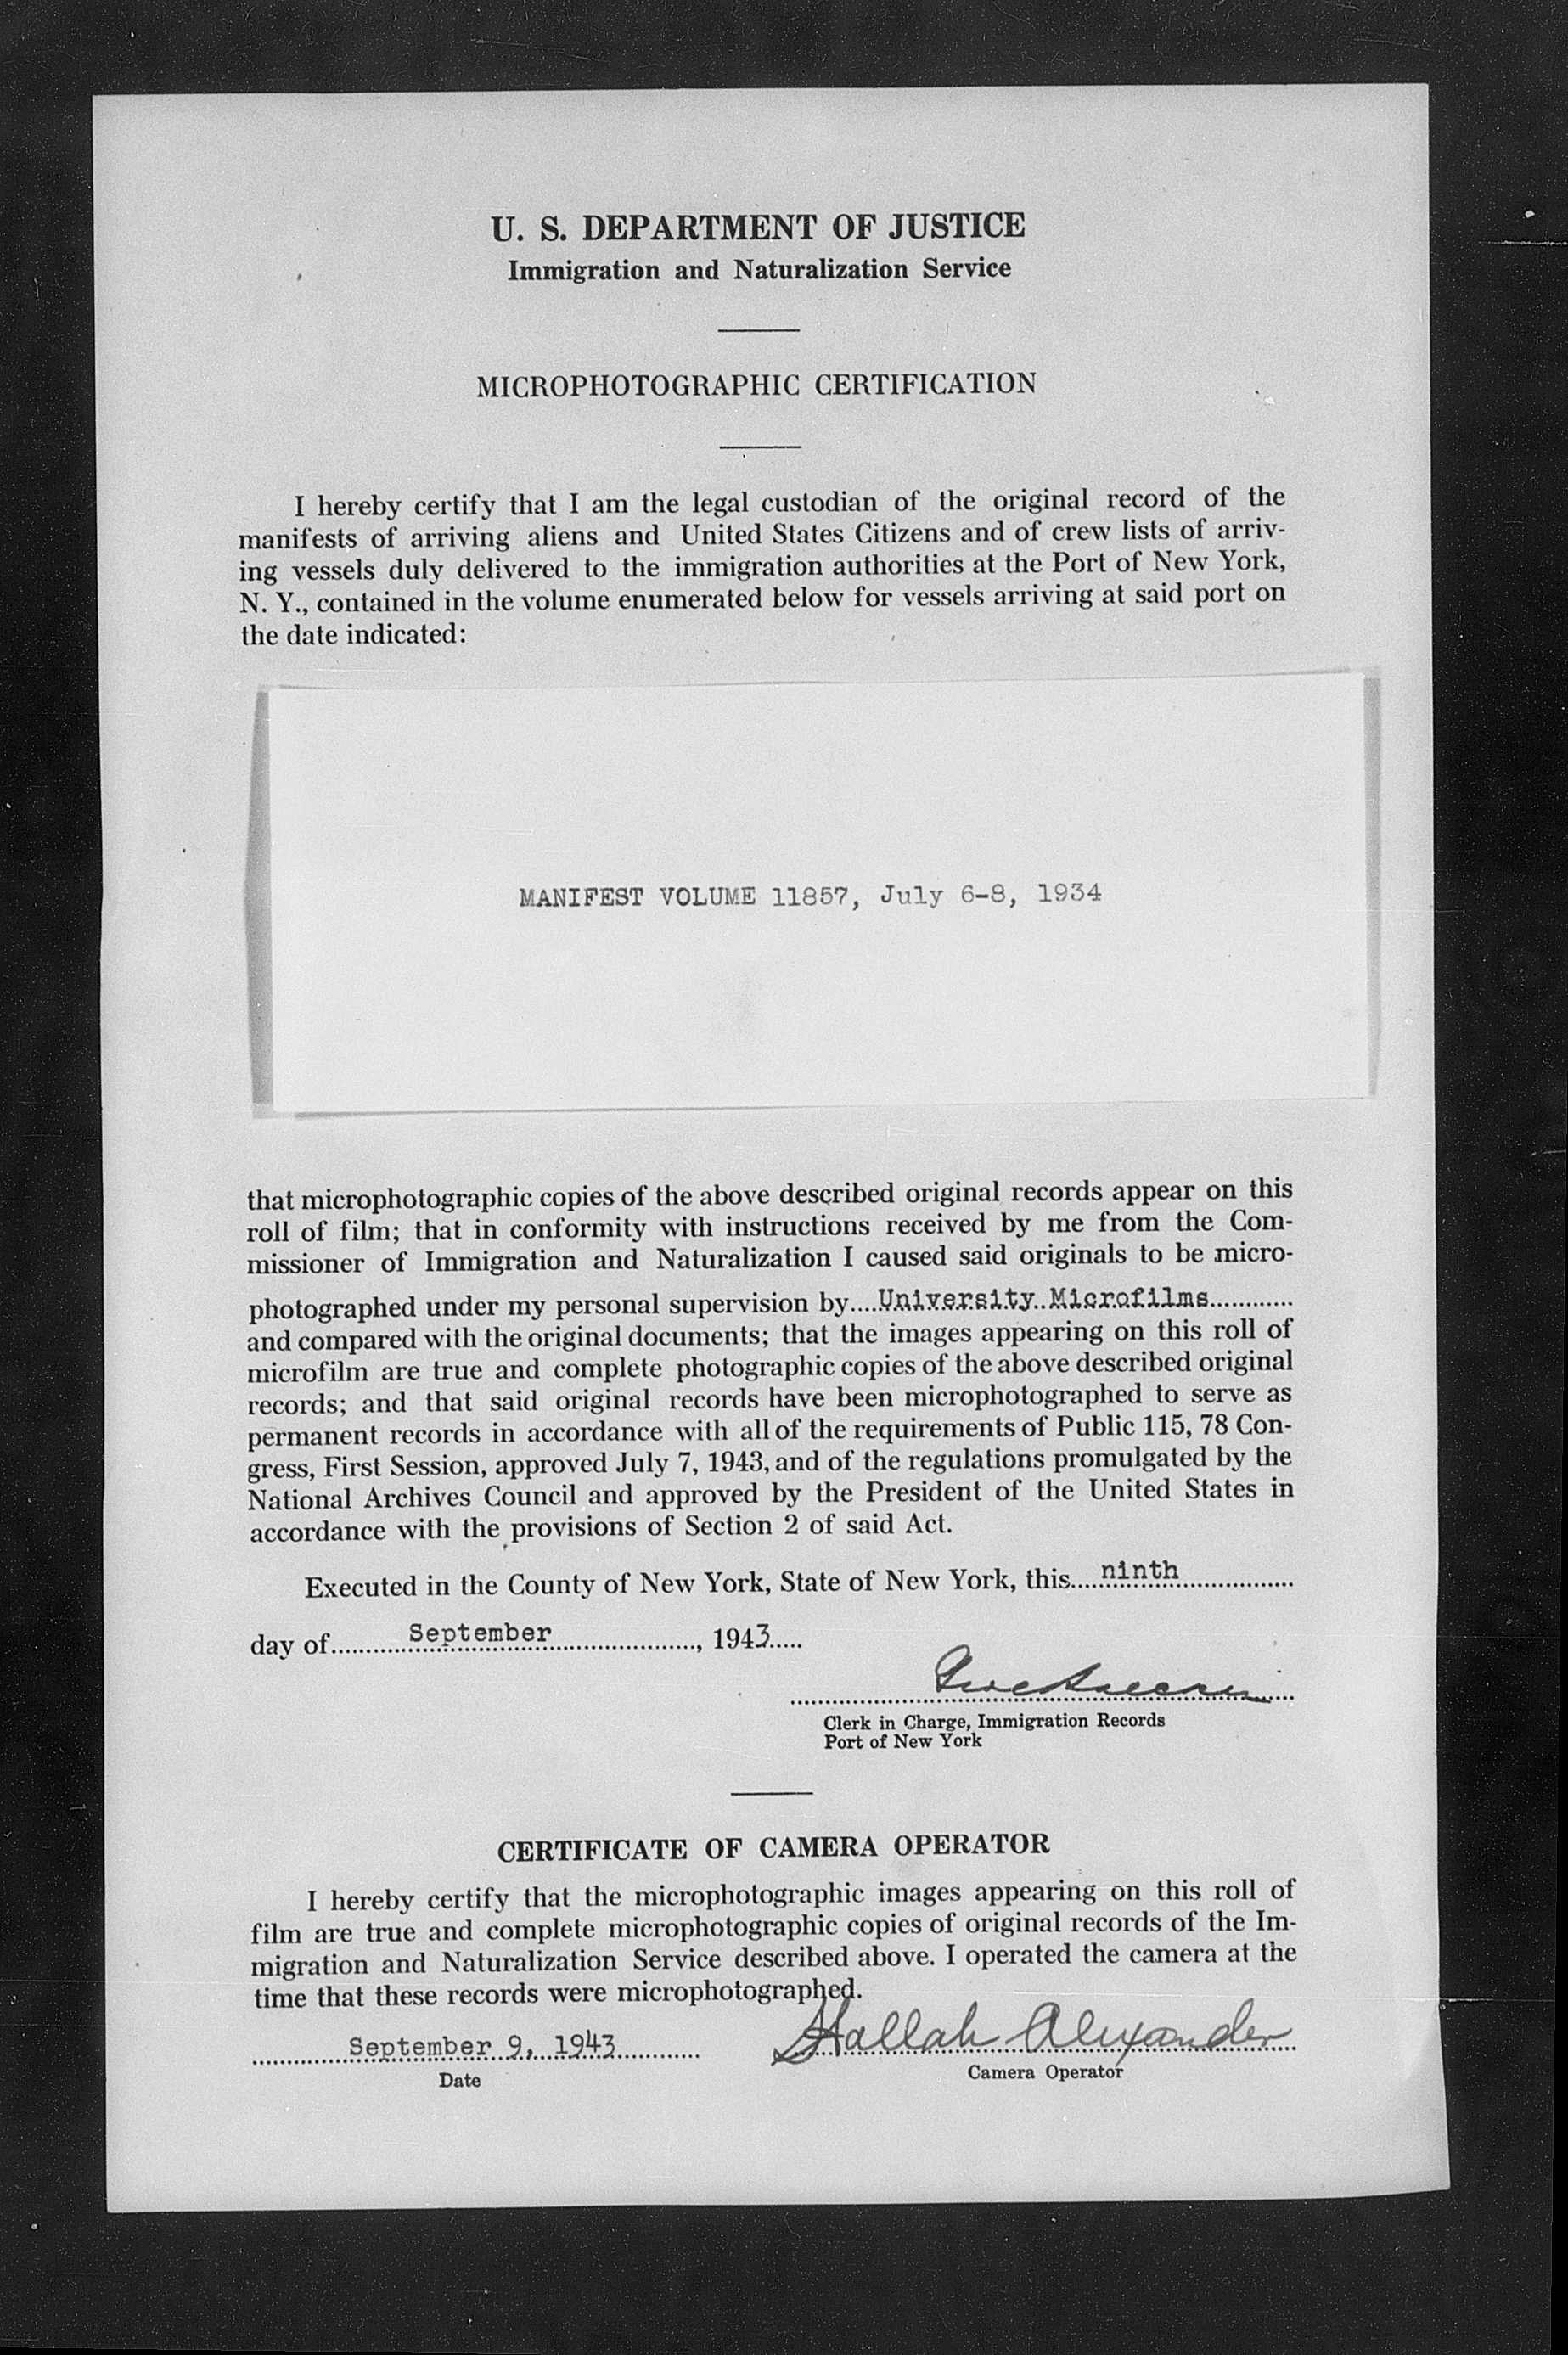 U. S. DEPARTMENT OF JUSTICE
Immigration and Naturalization Service
MICROPHOTOGRAPHIC CERTIFICATION
I hereby certify that I am the legal custodian of the original record of the
manifests of arriving aliens and United States Citizens and of crew lists of arriv-
ing vessels duly delivered to the immigration authorities at the Port of New York,
N. Y., contained in the volume enumerated below for vessels arriving at said port on
the date indicated:
MANIFEST VOLUME 11857, July 6-8, 1934
that microphotographic copies of the above described original records appear on this
roll of film; that in conformity with instructions received by me from the Com-
missioner of Immigration and Naturalization I caused said originals to be micro-
photographed under my personal supervision by....University Microfilms............
and compared with the original documents; that the images appearing on this roll of
microfilm are true and complete photographic copies of the above described original
records; and that said original records have been microphotographed to serve as
permanent records in accordance with all of the requirements of Public 115, 78 Con-
gress, First Session, approved July 7, 1943, and of the regulations promulgated by the
National Archives Council and approved by the President of the United States in
accordance with the provisions of Section 2 of said Act.
Executed in the County of New York, State of New York, this.....ninth.................
day of...........September....................., 1943.....
Clerk in Charge, Immigration Records
Port of New York
CERTIFICATE OF CAMERA OPERATOR
I hereby certify that the microphotographic images appearing on this roll of
film are true and complete microphotographic copies of original records of the Im-
migration and Naturalization Service described above. I operated the camera at the
time that these records were microphotographed.
September 9, 1943 Hallah Alexander
Date Camera Operator